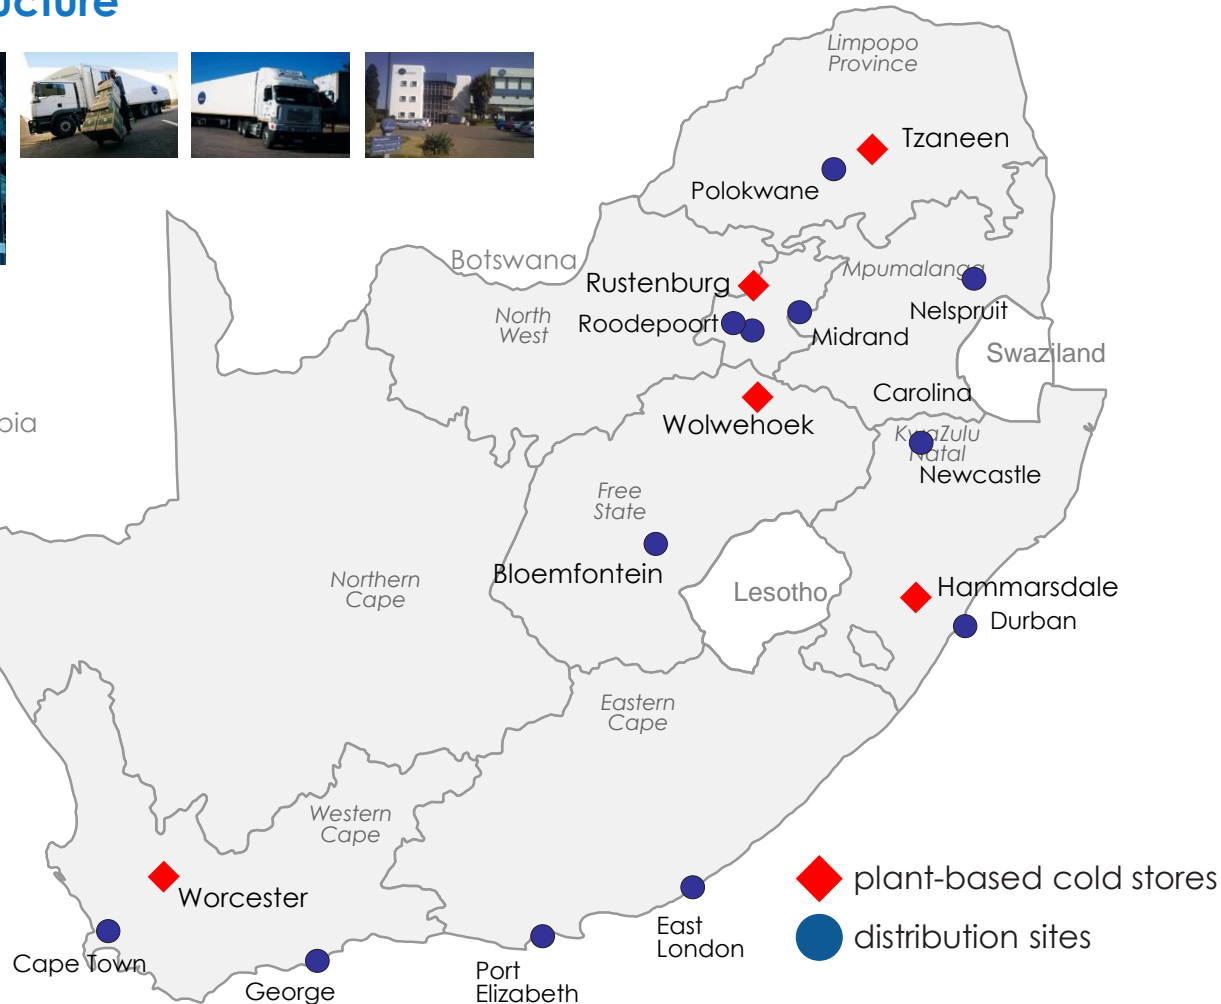 Limpopo
Province
Tzaneen
Polokwane
Botswana
Mpumalanga
Rustenburg
North
West
Roodepoort
Nelspruit
Midrand
Swaziland
Carolina
Wolwehoek
KwaZulu
Natal
Newcastle
Free
State
Bloemfontein
Northern
Cape
Lesotho
Hammarsdale
Durban
Eastern
Cape
Western
Cape
plant-based cold stores
Worcester
East
London
distribution sites
Cape Town
Port
Elizabeth
George